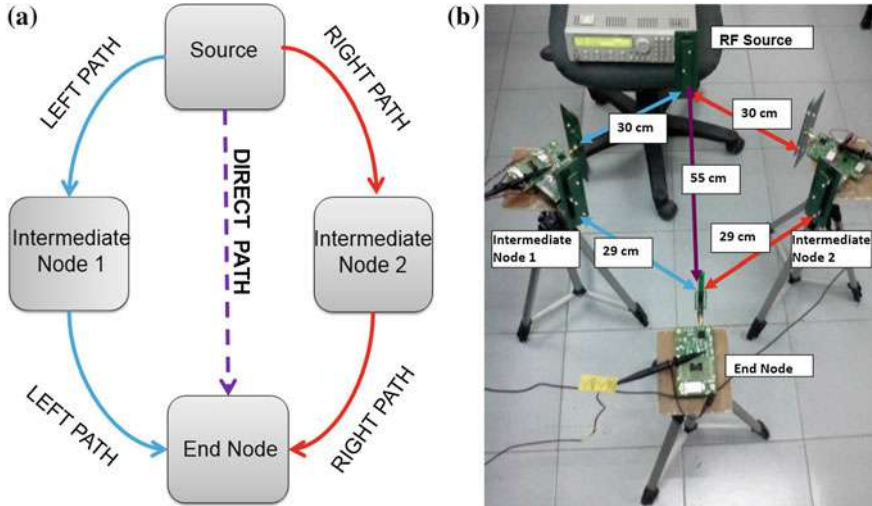 (a)
Source
LEFT PATH
RIGHT PATH
DIRECT PATH
Intermediate
Node 1
Intermediate
Node 2
LEFT PATH
RIGHT PATH
End Node
(b)
RF Source
30 cm
30 cm
55 cm
Intermediate
Node 1
29 cm
29 cm
Intermediate
Node 2
End Node